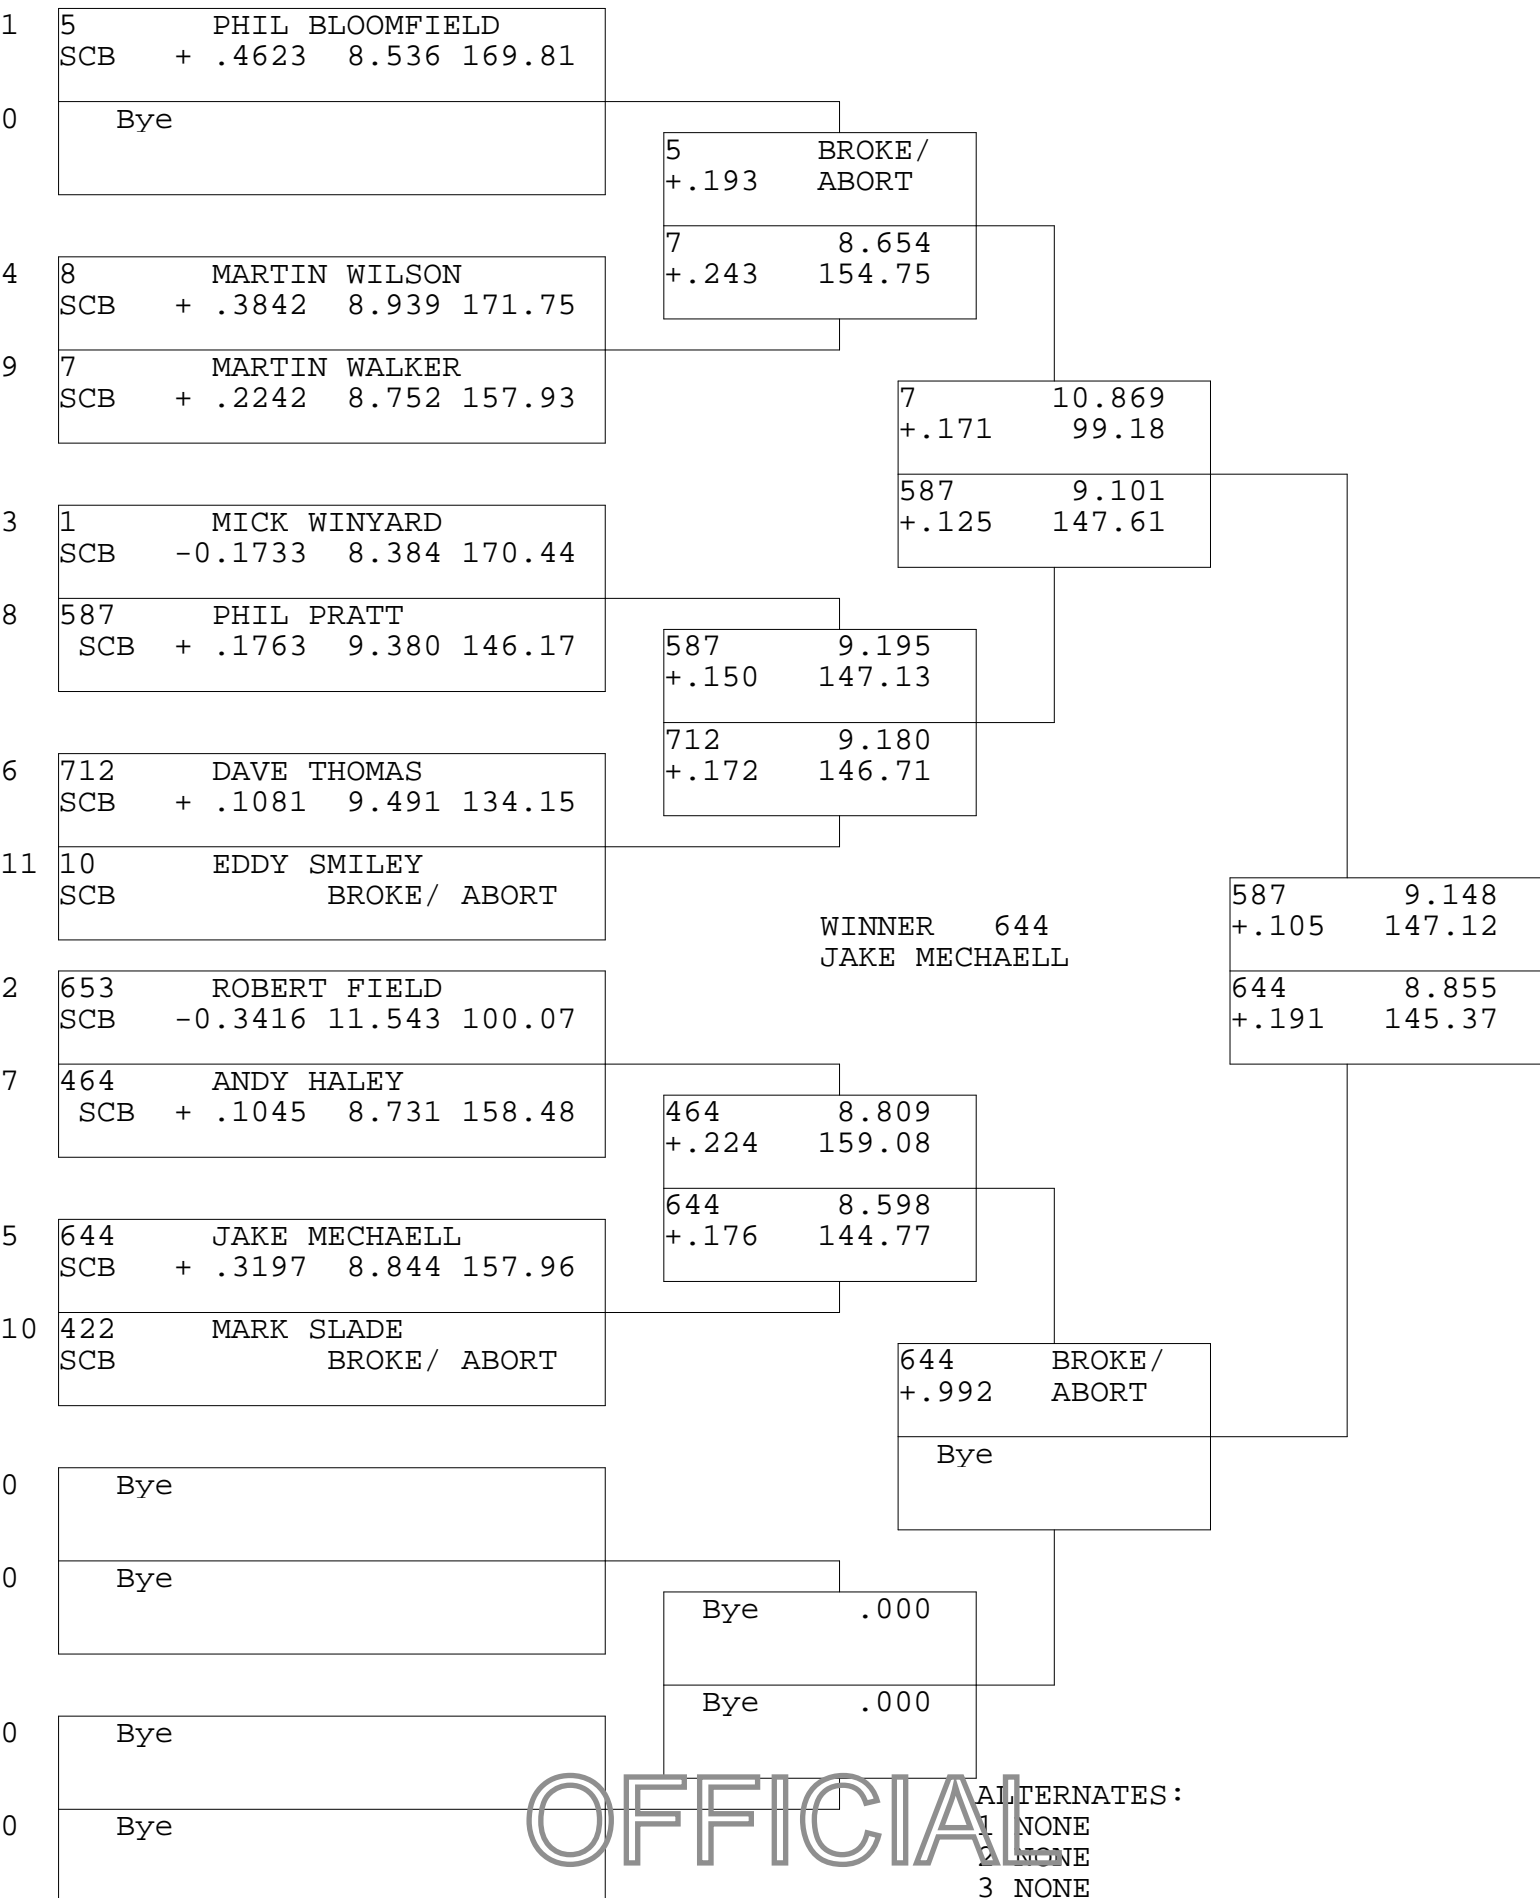 1 5 PHIL BLOOMFIELD
SCB + .4623 8.536 169.81
0 Bye
4 8 MARTIN WILSON
SCB + .3842 8.939 171.75
9 7 MARTIN WALKER
SCB + .2242 8.752 157.93
3 1 MICK WINYARD
SCB -0.1733 8.384 170.44
8 587 PHIL PRATT
SCB + .1763 9.380 146.17
6 712 DAVE THOMAS
SCB + .1081 9.491 134.15
11 10 EDDY SMILEY
SCB BROKE/ ABORT
2 653 ROBERT FIELD
SCB -0.3416 11.543 100.07
7 464 ANDY HALEY
SCB + .1045 8.731 158.48
5 644 JAKE MECHAELL
SCB + .3197 8.844 157.96
10 422 MARK SLADE
SCB BROKE/ ABORT
0 Bye
0 Bye
0 Bye
0 Bye
5 BROKE/
+.193 ABORT
7 8.654
+.243 154.75
587 9.195
+.150 147.13
712 9.180
+.172 146.71
464 8.809
+.224 159.08
644 8.598
+.176 144.77
Bye .000
Bye .000
7 10.869
+.171 99.18
587 9.101
+.125 147.61
644 BROKE/
+.992 ABORT
Bye
587 9.148
+.105 147.12
644 8.855
+.191 145.37
WINNER 644
JAKE MECHAELL
OFFICIAL
ALTERNATES:
1 NONE
2 NONE
3 NONE